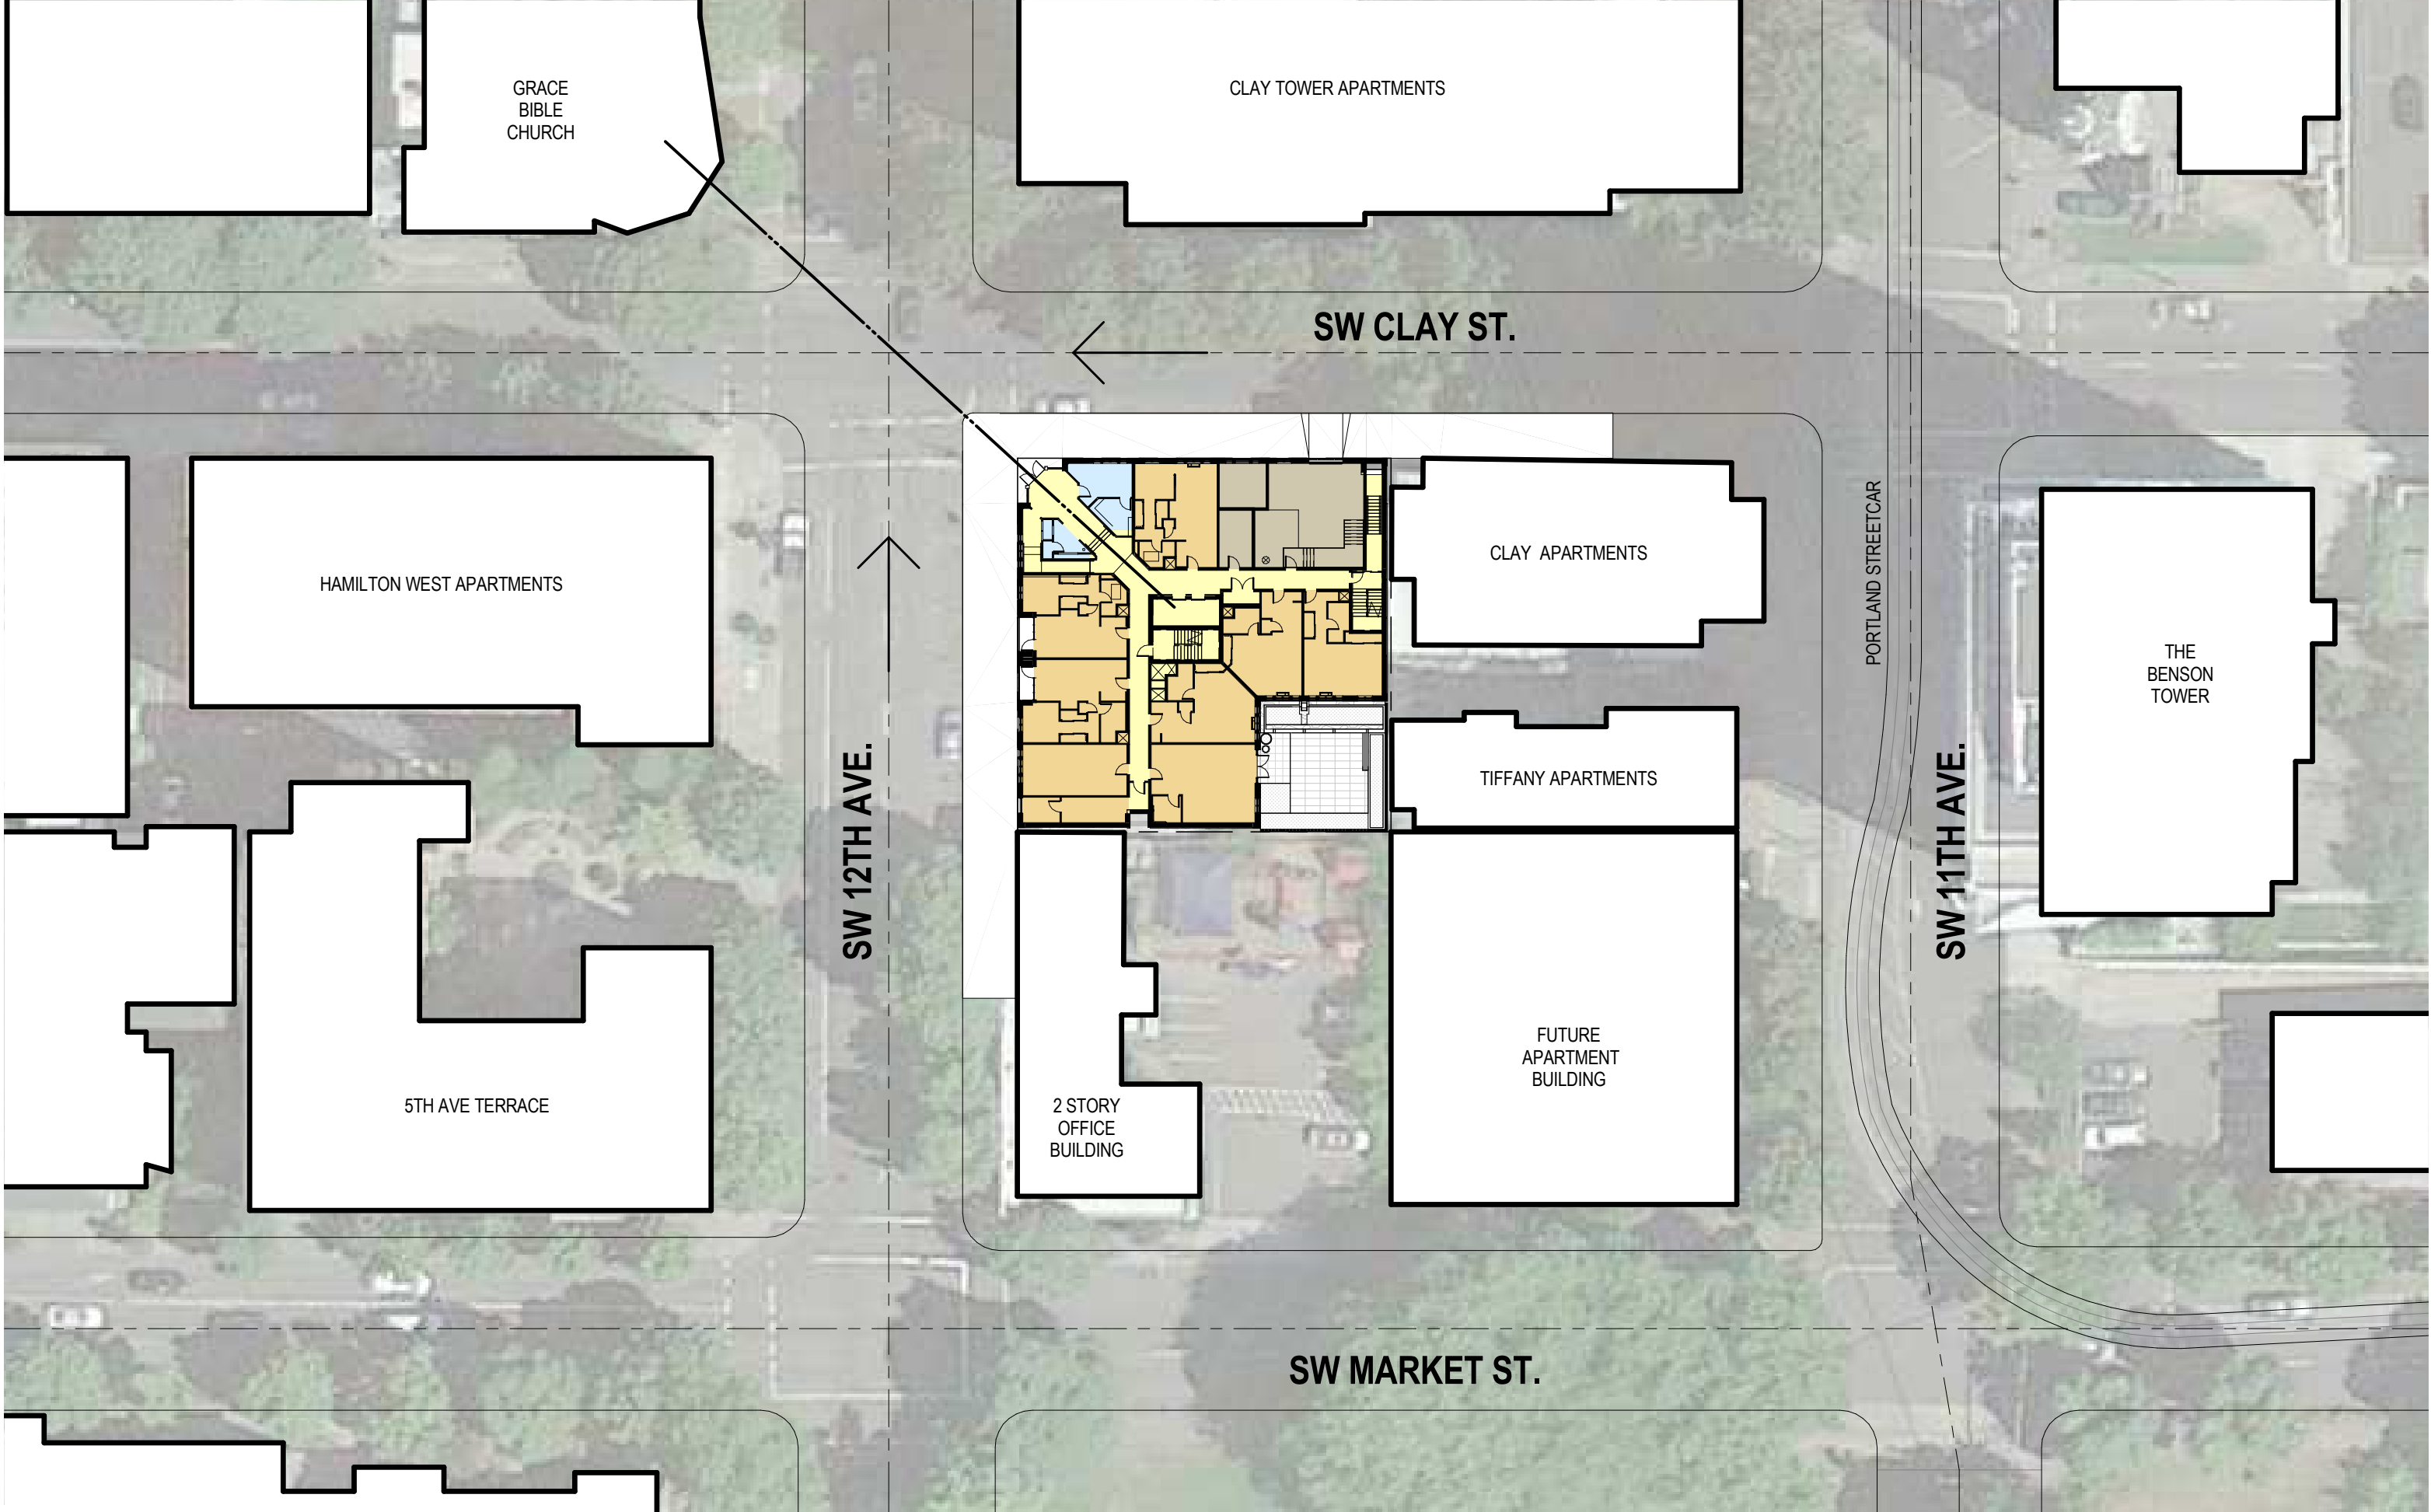 GRACE
BIBLE
CHURCH
CLAY TOWER APARTMENTS
SW CLAY ST.
HAMILTON WEST APARTMENTS
CLAY APARTMENTS
PORTLAND STREETCAR
THE
BENSON
TOWER
SW 12TH AVE.
TIFFANY APARTMENTS
SW 11TH AVE.
5TH AVE TERRACE
2 STORY
OFFICE
BUILDING
FUTURE
APARTMENT
BUILDING
SW MARKET ST.